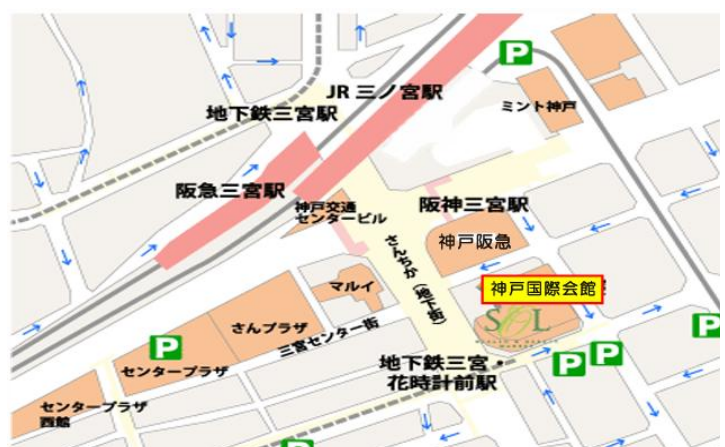 P
JR 三ノ宮駅
地下鉄三宮駅
ミント神戸
阪急三宮駅
阪神三宮駅
神戸交通
センタービル
神戸阪急
さんちか（地下街）
マルイ
神戸国際会館
SOL
さんプラザ
三宮センター街
P
P
センタープラザ
地下鉄三宮・
花時計前駅
P
P
センタープラザ
西館
P